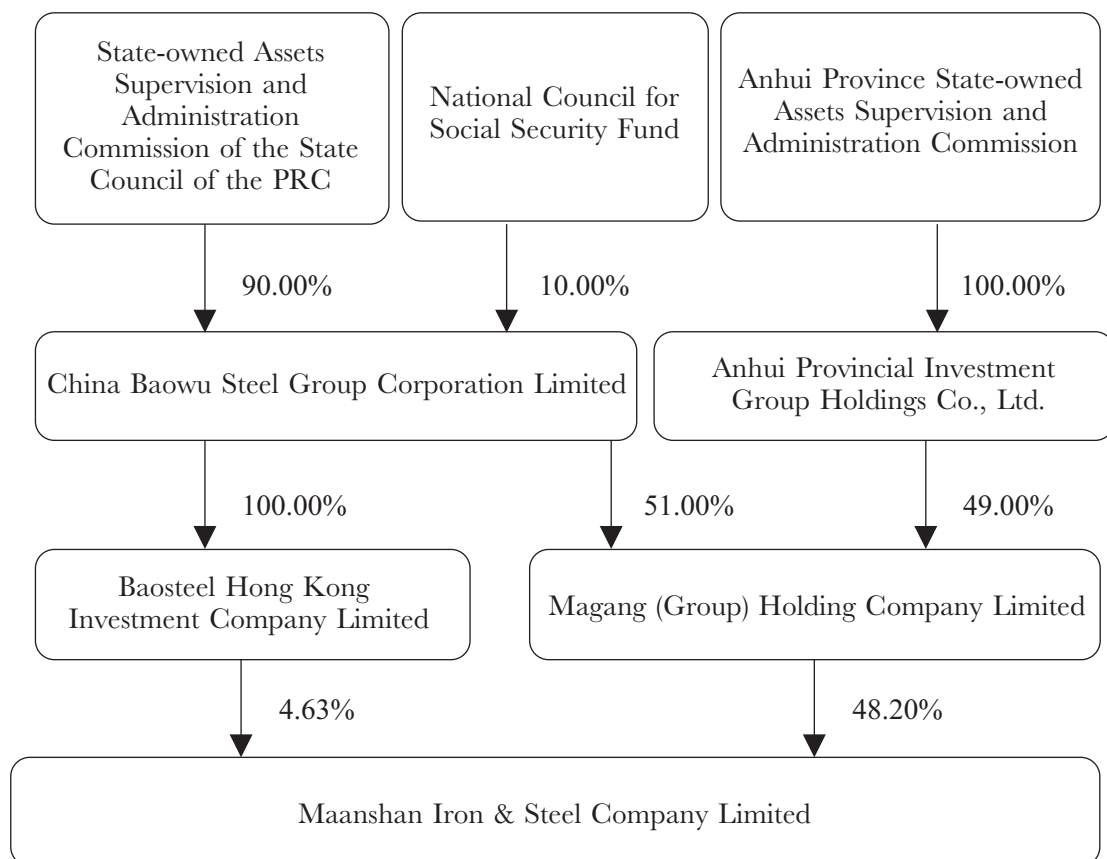 State-owned Assets
Supervision and
Administration
Commission of the State
Council of the PRC
National Council for
Social Security Fund
Anhui Province State-owned
Assets Supervision and
Administration Commission
90.00%
10.00%
100.00%
China Baowu Steel Group Corporation Limited
Anhui Provincial Investment
Group Holdings Co., Ltd.
100.00%
51.00%
49.00%
Baosteel Hong Kong
Investment Company Limited
Magang (Group) Holding Company Limited
4.63%
48.20%
Maanshan Iron & Steel Company Limited